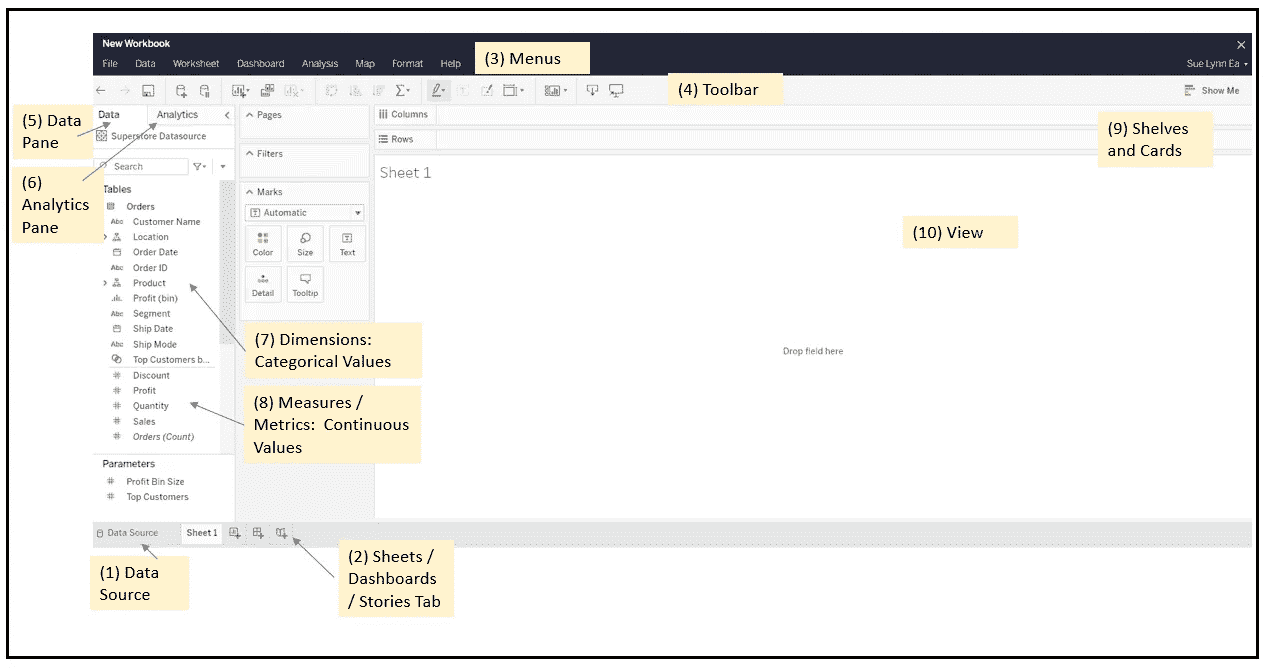 New Workbook
File Data Worksheet Dashboard Analysis Map Format Help
(3) Menus
Sue Lynn Ea
(4) Toolbar
Show Me
(5) Data
Pane
Data Analytics
Superstore Datasource
Search
(6)
Analytics
Pane
Tables
Orders
Abc Customer Name
Location
Order Date
Abc Order ID
Product
Profit (bin)
Abc Segment
Ship Date
Abc Ship Mode
Top Customers b...
# Discount
# Profit
# Quantity
# Sales
# Orders (Count)
Parameters
# Profit Bin Size
# Top Customers
Pages
Filters
Marks
Automatic
Color Size Text
Detail Tooltip
(7) Dimensions:
Categorical Values
(8) Measures /
Metrics: Continuous
Values
Columns
Rows
(9) Shelves
and Cards
Sheet 1
(10) View
Drop field here
Data Source Sheet 1
(1) Data
Source
(2) Sheets /
Dashboards
/ Stories Tab